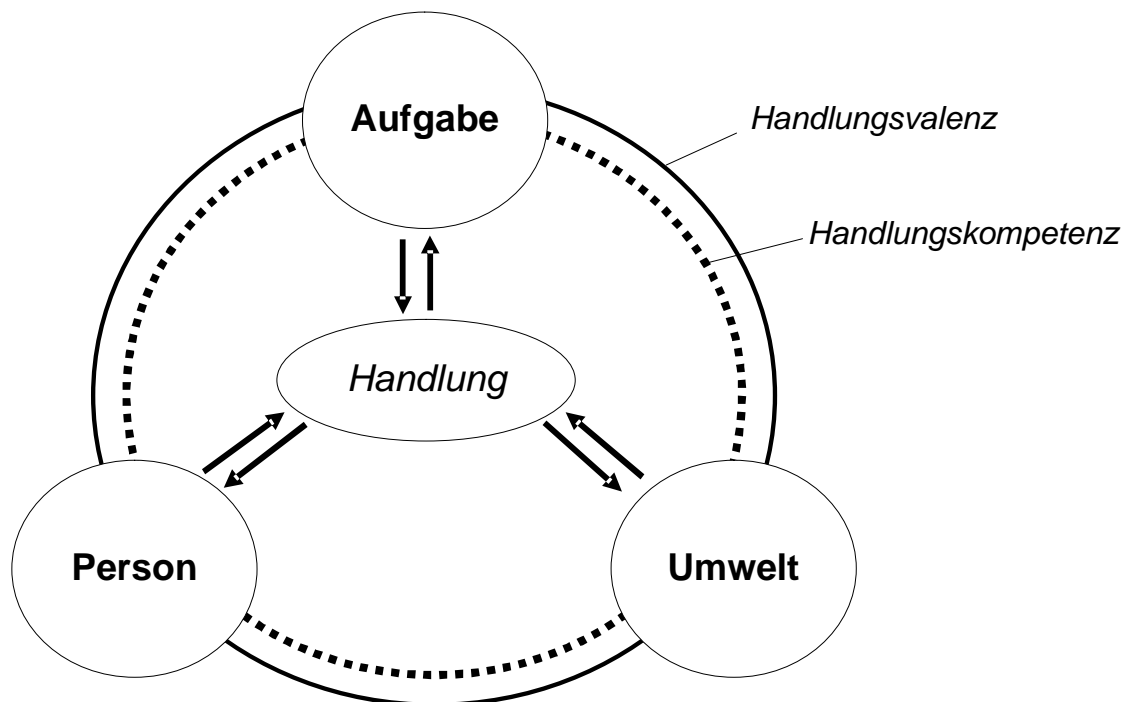 Aufgabe
Handlungsvalenz
Handlungskompetenz
Handlung
Person
Umwelt